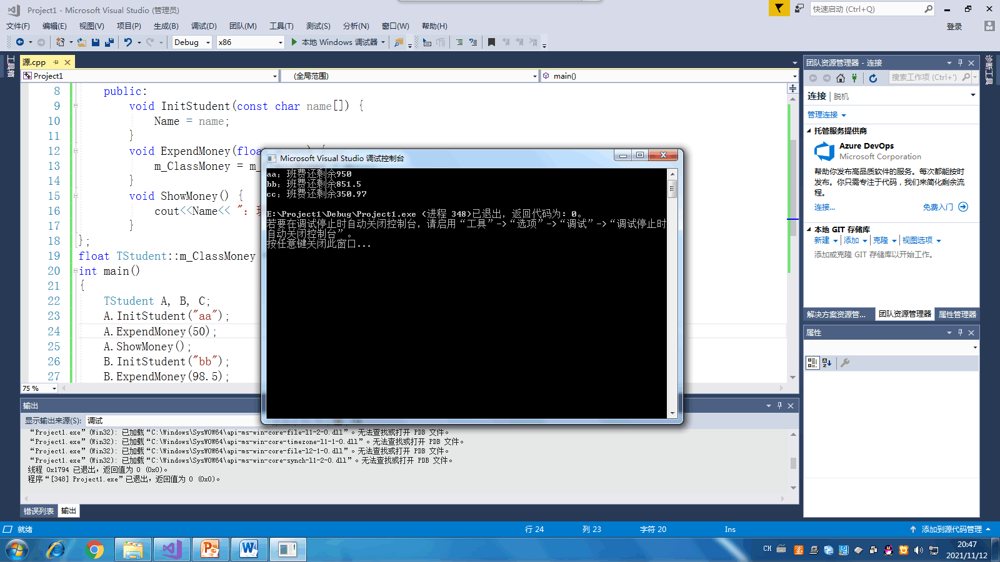 Project1 - Microsoft Visual Studio (管理员)
快速启动 (Ctrl+Q)
文件(F) 编辑(E) 视图(V) 项目(P) 生成(B) 调试(D) 团队(M) 工具(T) 测试(S) 分析(N) 窗口(W) 帮助(H)
登录
Debug x86 本地 Windows 调试器
工具箱
源.cpp
Project1 (全局范围) main()
8 public:
9 void InitStudent(const char name[]) {
10 Name = name;
11 }
12 void ExpendMoney(float {
13 m_ClassMoney = m_
14 }
15 void ShowMoney() {
16 cout<<Name<< ":
17 }
18 };
19 float TStudent::m_ClassMoney
20 int main()
21 {
22 TStudent A, B, C;
23 A.InitStudent("aa");
24 A.ExpendMoney(50);
25 A.ShowMoney();
26 B.InitStudent("bb");
27 B.ExpendMoney(98.5);
75 %
Microsoft Visual Studio 调试控制台
aa：班费还剩余950
bb：班费还剩余851.5
cc：班费还剩余350.97
E:\Project1\Debug\Project1.exe (进程 348)已退出，返回代码为: 0。
若要在调试停止时自动关闭控制台，请启用“工具”->“选项”->“调试”->“调试停止时
自动关闭控制台”。
按任意键关闭此窗口...
输出
显示输出来源(S): 调试
“Project1.exe”(Win32): 已加载“C:\Windows\SysWOW64\api-ms-win-core-file-l1-2-0.dll”。无法查找或打开 PDB 文件。
“Project1.exe”(Win32): 已加载“C:\Windows\SysWOW64\api-ms-win-core-timezone-l1-1-0.dll”。无法查找或打开 PDB 文件。
“Project1.exe”(Win32): 已加载“C:\Windows\SysWOW64\api-ms-win-core-file-l2-1-0.dll”。无法查找或打开 PDB 文件。
“Project1.exe”(Win32): 已加载“C:\Windows\SysWOW64\api-ms-win-core-synch-l1-2-0.dll”。无法查找或打开 PDB 文件。
线程 0x1794 已退出，返回值为 0 (0x0)。
程序“[348] Project1.exe”已退出，返回值为 0 (0x0)。
错误列表 输出
团队资源管理器 - 连接
搜索工作项 (Ctrl+')
连接 | 脱机
管理连接
托管服务提供商
Azure DevOps
Microsoft Corporation
帮助你发布高品质软件的服务。每次都能按时
发布。你只需专注于代码，我们来简化剩余流
程。
连接... 免费入门
本地 GIT 存储库
新建 添加 克隆 视图选项
添加或克隆 GIT 存储库以开始工作。
解决方案资源管... 团队资源管理器 属性管理器
属性
诊断工具
就绪 行 24 列 23 字符 20 Ins 添加到源代码管理
CH
20:47
2021/11/12